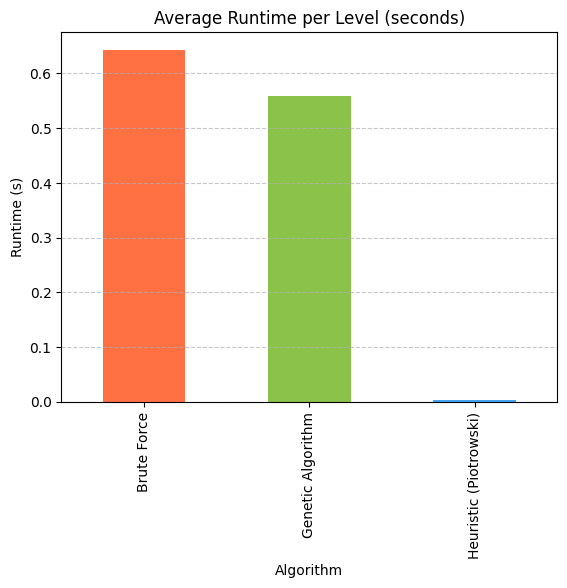 Average Runtime per Level (seconds)
Runtime (s)
0.6
0.5
0.4
0.3
0.2
0.1
0.0
Brute Force
Genetic Algorithm
Heuristic (Piotrowski)
Algorithm